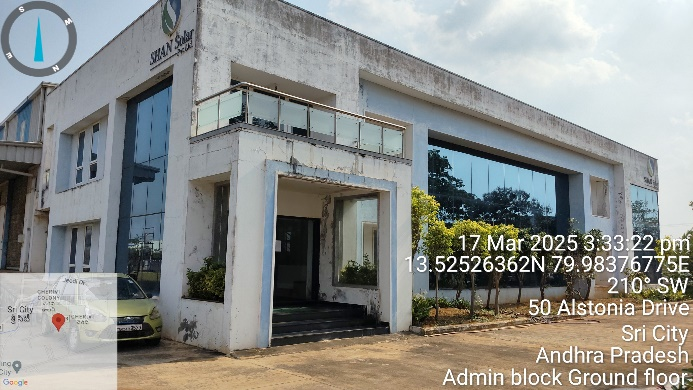 SHAN Solar
17 Mar 2025 3:33:22 pm
13.52526362N 79.98376775E
210° SW
50 Alstonia Drive
Sri City
Andhra Pradesh
Admin block Ground floor
Sri City
Google